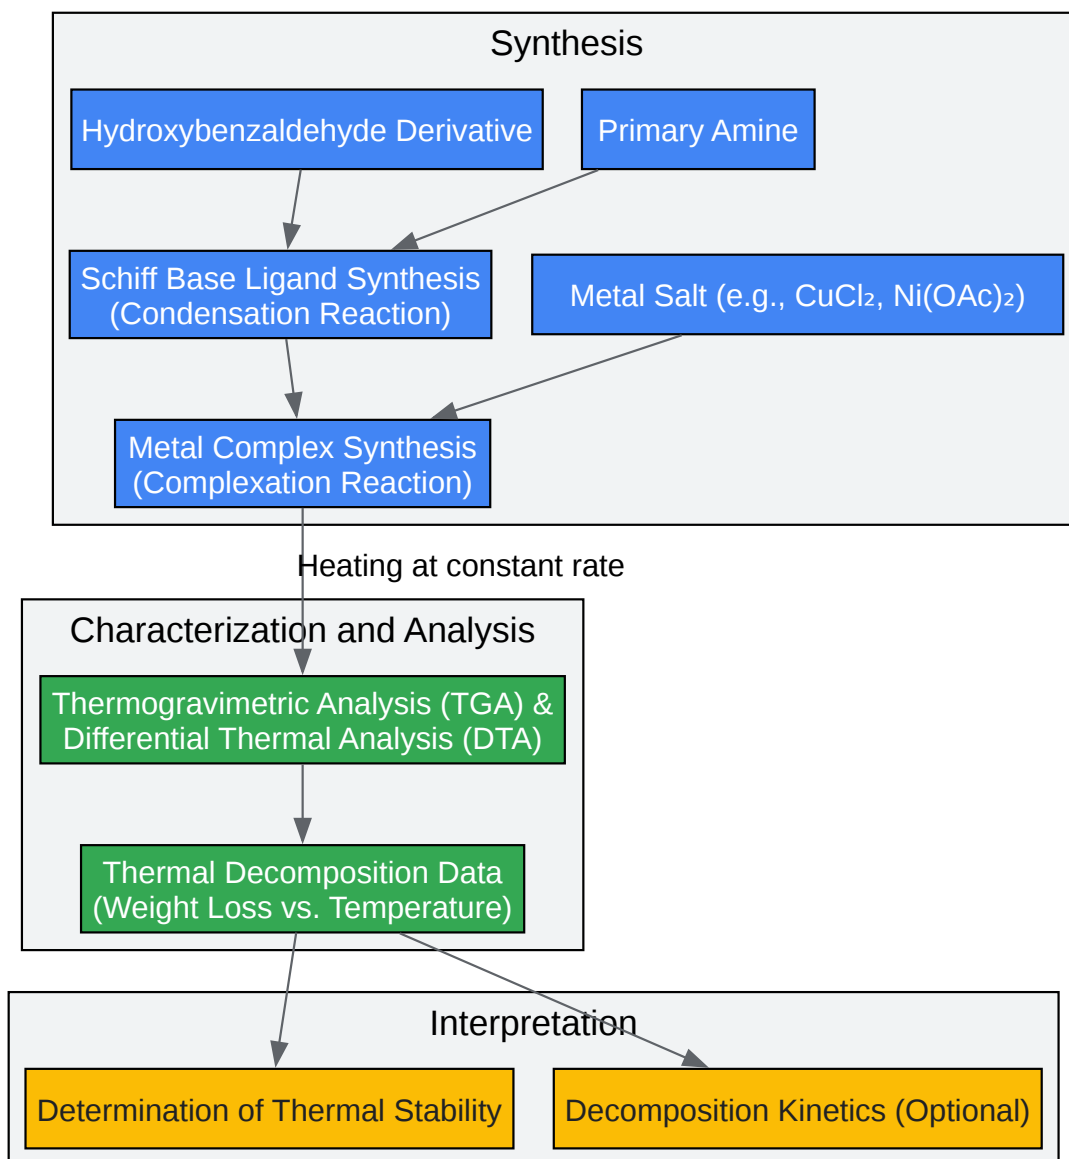 Synthesis
Hydroxybenzaldehyde Derivative
Primary Amine
Schiff Base Ligand Synthesis
(Condensation Reaction)
Metal Salt (e.g., CuCl₂, Ni(OAc)₂)
Metal Complex Synthesis
(Complexation Reaction)
Heating at constant rate
Characterization and Analysis
Thermogravimetric Analysis (TGA) &
Differential Thermal Analysis (DTA)
Thermal Decomposition Data
(Weight Loss vs. Temperature)
Interpretation
Determination of Thermal Stability
Decomposition Kinetics (Optional)